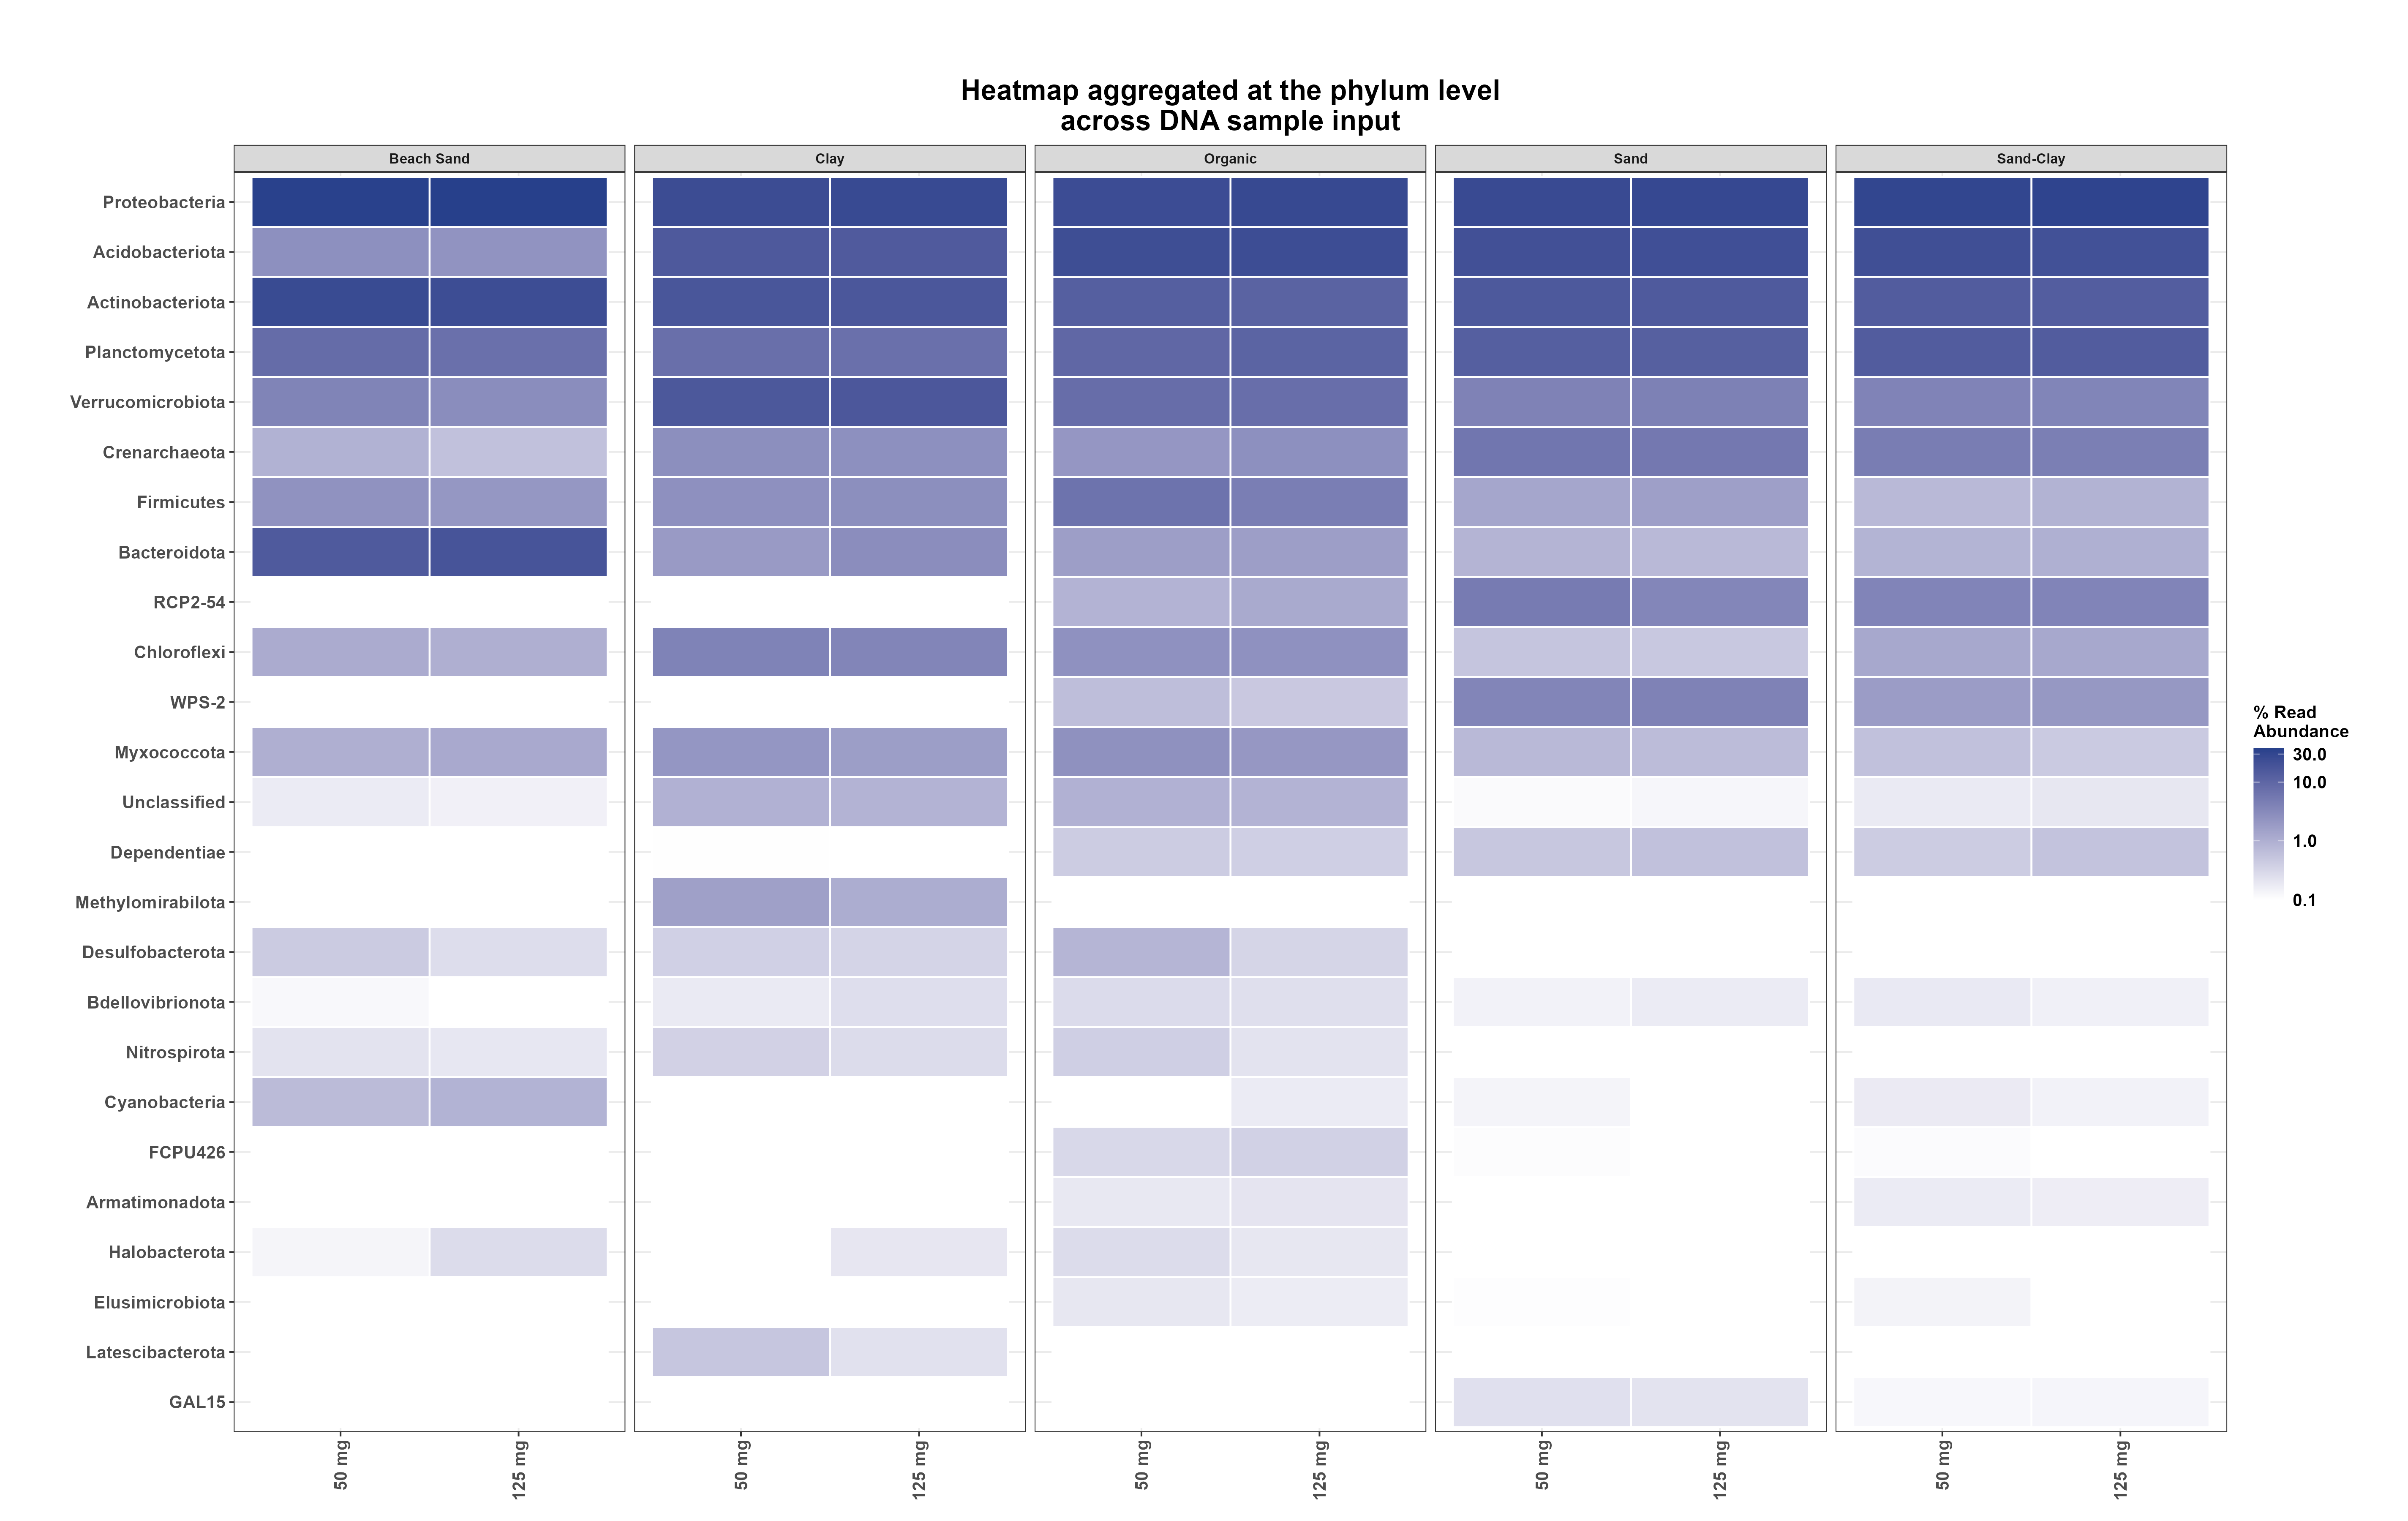 Heatmap aggregated at the phylum level
across DNA sample input
Beach Sand
Clay
Organic
Sand
Sand-Clay
Proteobacteria
Acidobacteriota
Actinobacteriota
Planctomycetota
Verrucomicrobiota
Crenarchaeota
Firmicutes
Bacteroidota
RCP2-54
Chloroflexi
WPS-2
Myxococcota
Unclassified
Dependentiae
Methylomirabilota
Desulfobacterota
Bdellovibrionota
Nitrospirota
Cyanobacteria
FCPU426
Armatimonadota
Halobacterota
Elusimicrobiota
Latescibacterota
GAL15
50 mg
125 mg
50 mg
125 mg
50 mg
125 mg
50 mg
125 mg
50 mg
125 mg
% Read
Abundance
30.0
10.0
1.0
0.1